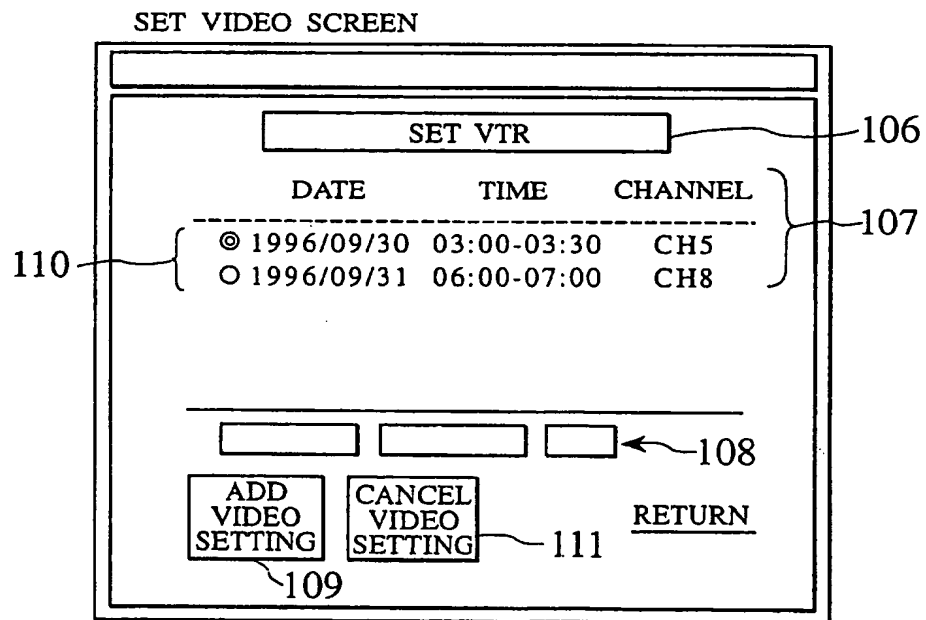 SET VIDEO SCREEN
SET VTR 106
DATE TIME CHANNEL
107
110
◎ 1996/09/30 03:00-03:30 CH5
○ 1996/09/31 06:00-07:00 CH8
108
ADD VIDEO SETTING
CANCEL VIDEO SETTING
RETURN
109
111